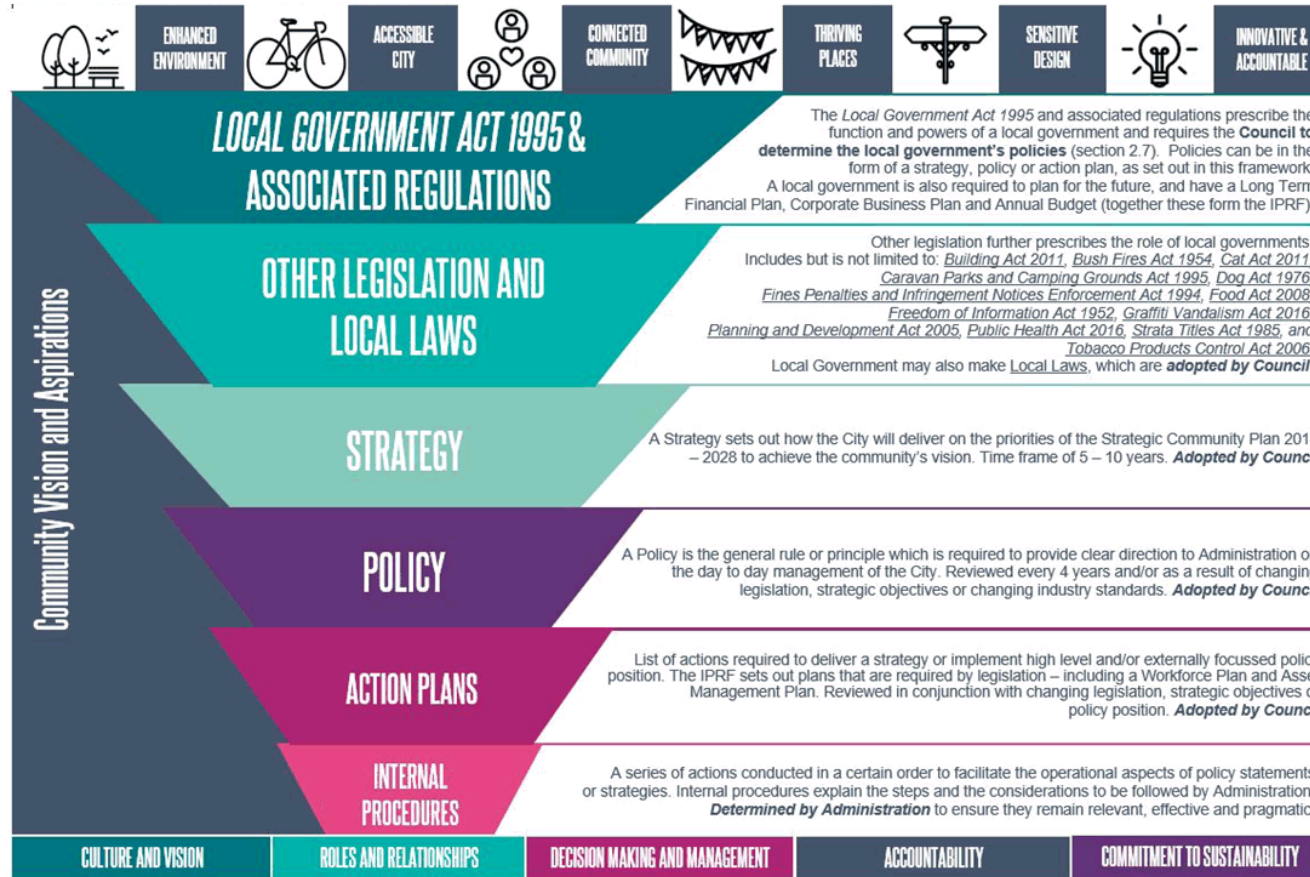 ENHANCED
ENVIRONMENT
ACCESSIBLE
CITY
CONNECTED
COMMUNITY
THRIVING
PLACES
SENSITIVE
DESIGN
INNOVATIVE &
ACCOUNTABLE
Community Vision and Aspirations
LOCAL GOVERNMENT ACT 1995 &
ASSOCIATED REGULATIONS
The Local Government Act 1995 and associated regulations prescribe the
function and powers of a local government and requires the Council to
determine the local government's policies (section 2.7). Policies can be in the
form of a strategy, policy or action plan, as set out in this framework
A local government is also required to plan for the future, and have a Long Term
Financial Plan, Corporate Business Plan and Annual Budget (together these form the IPRF)
OTHER LEGISLATION AND
LOCAL LAWS
Other legislation further prescribes the role of local governments
Includes but is not limited to: Building Act 2011, Bush Fires Act 1954, Cat Act 2011
Caravan Parks and Camping Grounds Act 1995, Dog Act 1976
Fines Penalties and Infringement Notices Enforcement Act 1994, Food Act 2008
Freedom of Information Act 1952, Graffiti Vandalism Act 2016
Planning and Development Act 2005, Public Health Act 2016, Strata Titles Act 1985, and
Tobacco Products Control Act 2006
Local Government may also make Local Laws, which are adopted by Council
STRATEGY
A Strategy sets out how the City will deliver on the priorities of the Strategic Community Plan 201
– 2028 to achieve the community's vision. Time frame of 5 – 10 years. Adopted by Counc
POLICY
A Policy is the general rule or principle which is required to provide clear direction to Administration o
the day to day management of the City. Reviewed every 4 years and/or as a result of changin
legislation, strategic objectives or changing industry standards. Adopted by Counc
ACTION PLANS
List of actions required to deliver a strategy or implement high level and/or externally focussed polic
position. The IPRF sets out plans that are required by legislation – including a Workforce Plan and Asse
Management Plan. Reviewed in conjunction with changing legislation, strategic objectives o
policy position. Adopted by Counc
INTERNAL
PROCEDURES
A series of actions conducted in a certain order to facilitate the operational aspects of policy statements
or strategies. Internal procedures explain the steps and the considerations to be followed by Administration
Determined by Administration to ensure they remain relevant, effective and pragmatic
CULTURE AND VISION
ROLES AND RELATIONSHIPS
DECISION MAKING AND MANAGEMENT
ACCOUNTABILITY
COMMITMENT TO SUSTAINABILITY